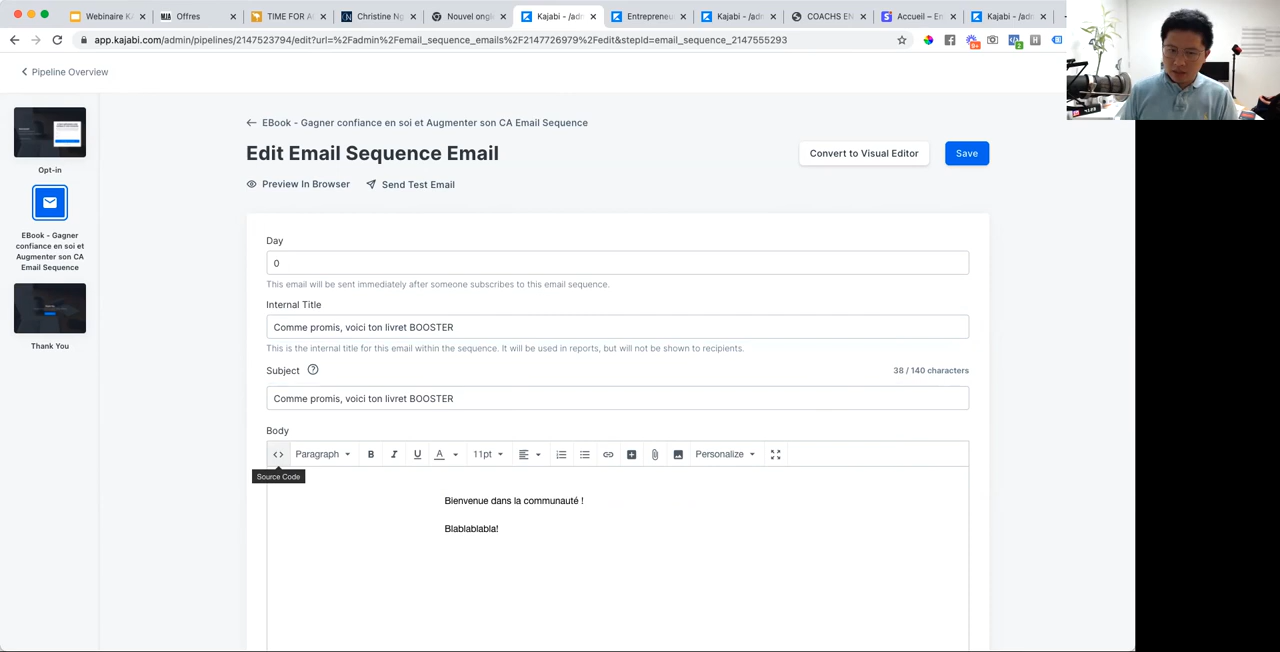 Webinaire K
Offres
TIME FOR A
Christine Ng
Nouvel ongl
Kajabi - /adm
Entrepreneu
Kajabi - /adm
COACHS EN
Accueil – En
Kajabi - /adm
app.kajabi.com/admin/pipelines/2147523794/edit?url=%2Fadmin%2Femail_sequence_emails%2F2147726979%2Fedit&stepId=email_sequence_2147555293
Pipeline Overview
Opt-in
EBook - Gagner
confiance en soi et
Augmenter son CA
Email Sequence
Thank You
EBook - Gagner confiance en soi et Augmenter son CA Email Sequence
Edit Email Sequence Email
Convert to Visual Editor
Save
Preview In Browser
Send Test Email
Day
0
This email will be sent immediately after someone subscribes to this email sequence.
Internal Title
Comme promis, voici ton livret BOOSTER
This is the internal title for this email within the sequence. It will be used in reports, but will not be shown to recipients.
Subject
38 / 140 characters
Comme promis, voici ton livret BOOSTER
Body
Paragraph
B
I
U
A
11pt
Personalize
Source Code
Bienvenue dans la communauté !
Blablablabla!